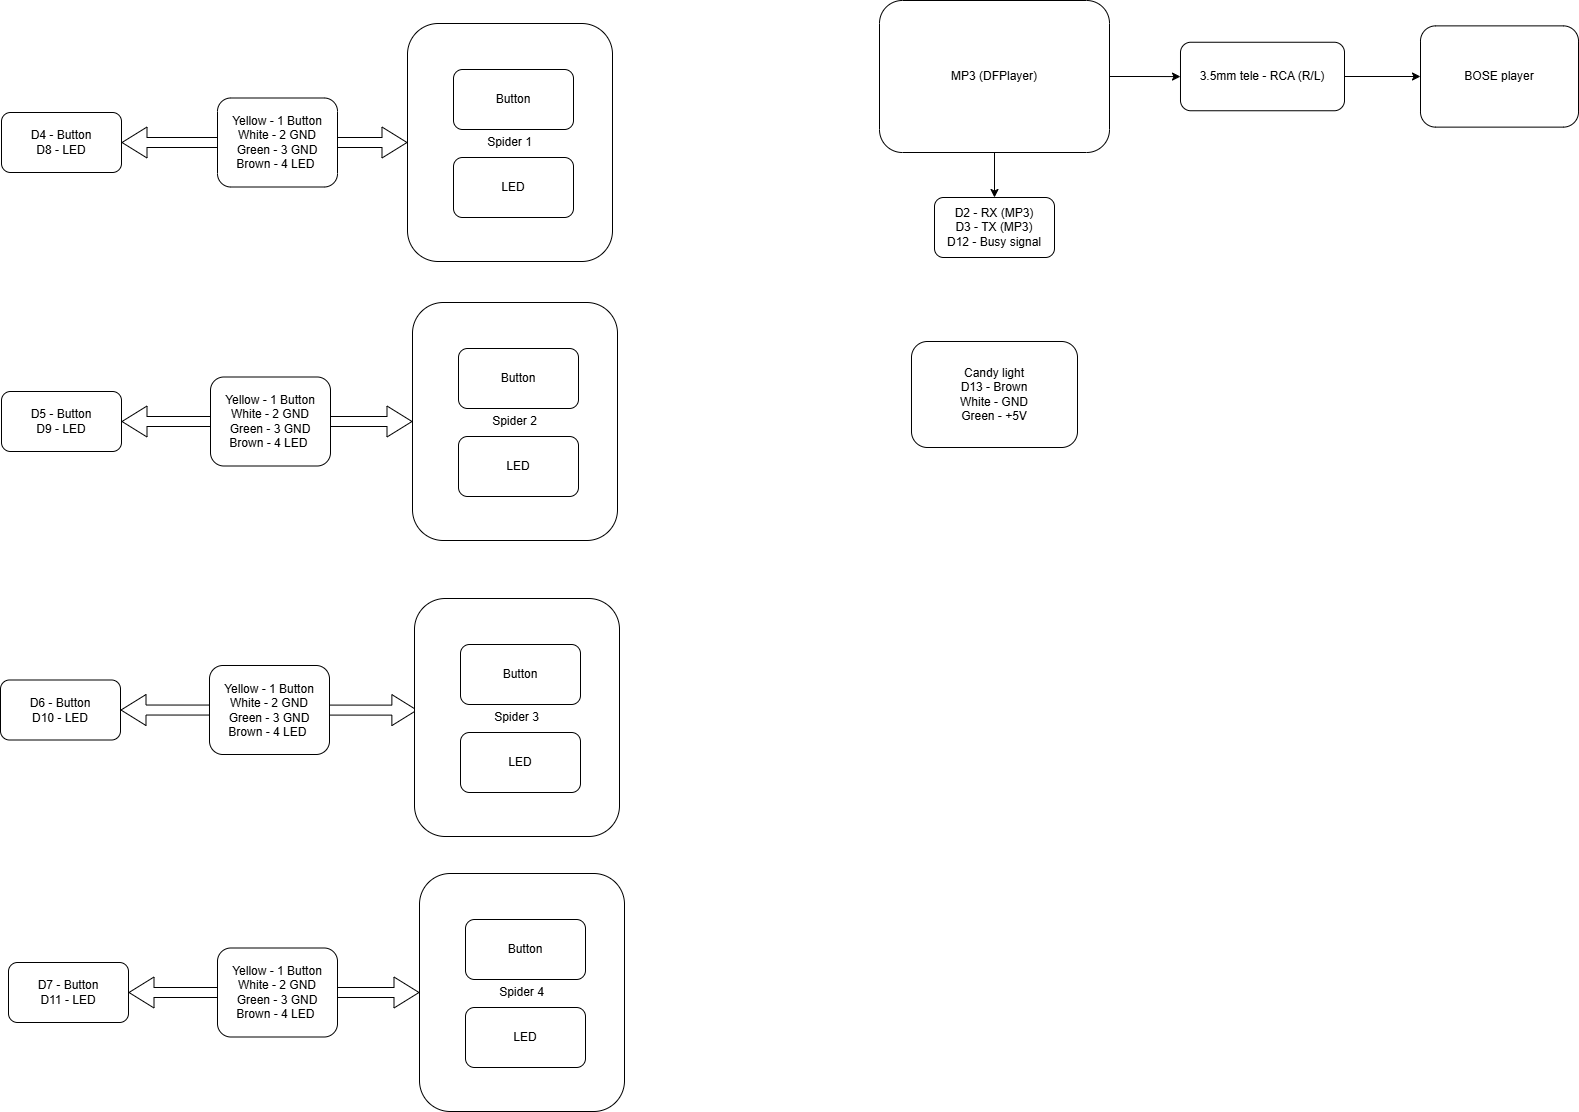 D4 - Button
D8 - LED
Yellow - 1 Button
White - 2 GND
Green - 3 GND
Brown - 4 LED
Button
Spider 1
LED
D5 - Button
D9 - LED
Yellow - 1 Button
White - 2 GND
Green - 3 GND
Brown - 4 LED
Button
Spider 2
LED
D6 - Button
D10 - LED
Yellow - 1 Button
White - 2 GND
Green - 3 GND
Brown - 4 LED
Button
Spider 3
LED
D7 - Button
D11 - LED
Yellow - 1 Button
White - 2 GND
Green - 3 GND
Brown - 4 LED
Button
Spider 4
LED
MP3 (DFPlayer)
3.5mm tele - RCA (R/L)
BOSE player
D2 - RX (MP3)
D3 - TX (MP3)
D12 - Busy signal
Candy light
D13 - Brown
White - GND
Green - +5V